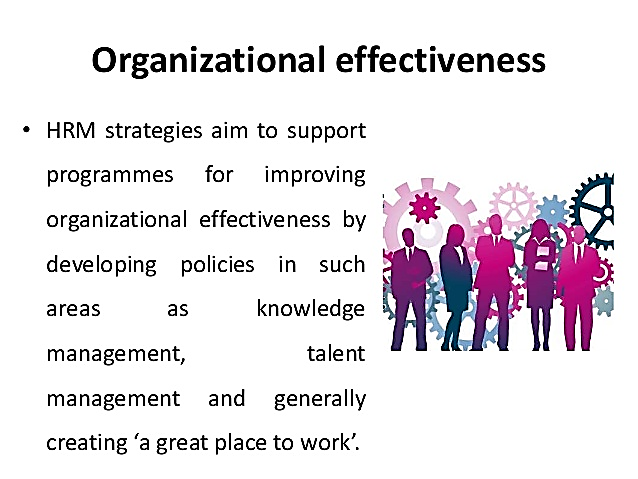 Organizational effectiveness
• HRM strategies aim to support
programmes for improving
organizational effectiveness by
developing policies in such
areas as knowledge
management, talent
management and generally
creating ‘a great place to work’.